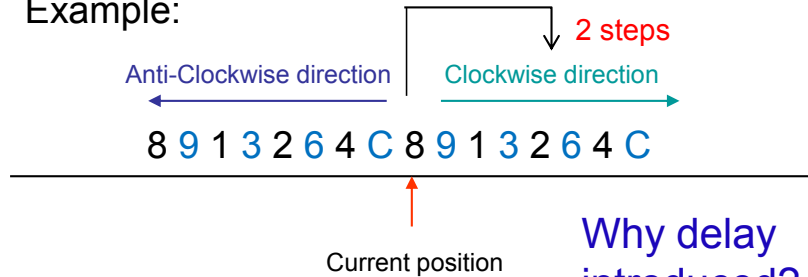 Example:
2 steps
Anti-Clockwise direction Clockwise direction
8 9 1 3 2 6 4 C 8 9 1 3 2 6 4 C
Why delay
introduced?
Current position